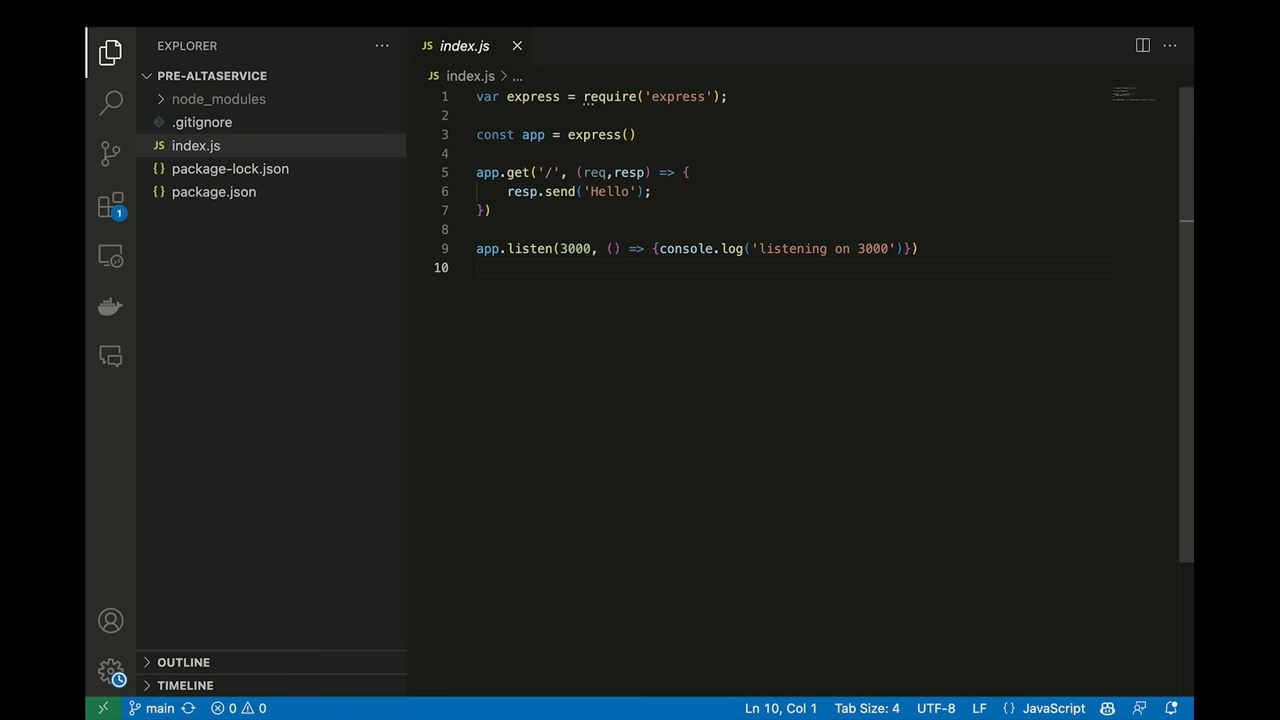 EXPLORER
PRE-ALTASERVICE
node_modules
.gitignore
JS index.js
{} package-lock.json
{} package.json
1
OUTLINE
TIMELINE
JS index.js
JS index.js > ...
1 var express = require('express');
2
3 const app = express()
4
5 app.get('/', (req,resp) => {
6 resp.send('Hello');
7 })
8
9 app.listen(3000, () => {console.log('listening on 3000')})
10
main 0 0 Ln 10, Col 1 Tab Size: 4 UTF-8 LF {} JavaScript